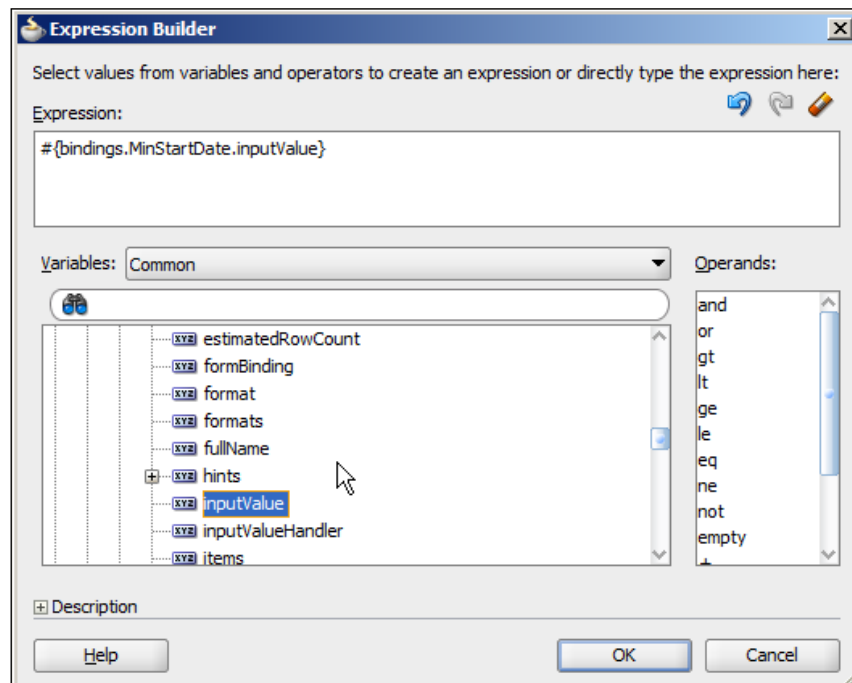 Expression Builder
Select values from variables and operators to create an expression or directly type the expression here:
Expression:
#{bindings.MinStartDate.inputValue}
Variables: Common
Operands:
estimatedRowCount
formBinding
format
formats
fullName
hints
inputValue
inputValueHandler
items
and
or
gt
lt
ge
le
eq
ne
not
empty
+
Description
Help
OK
Cancel